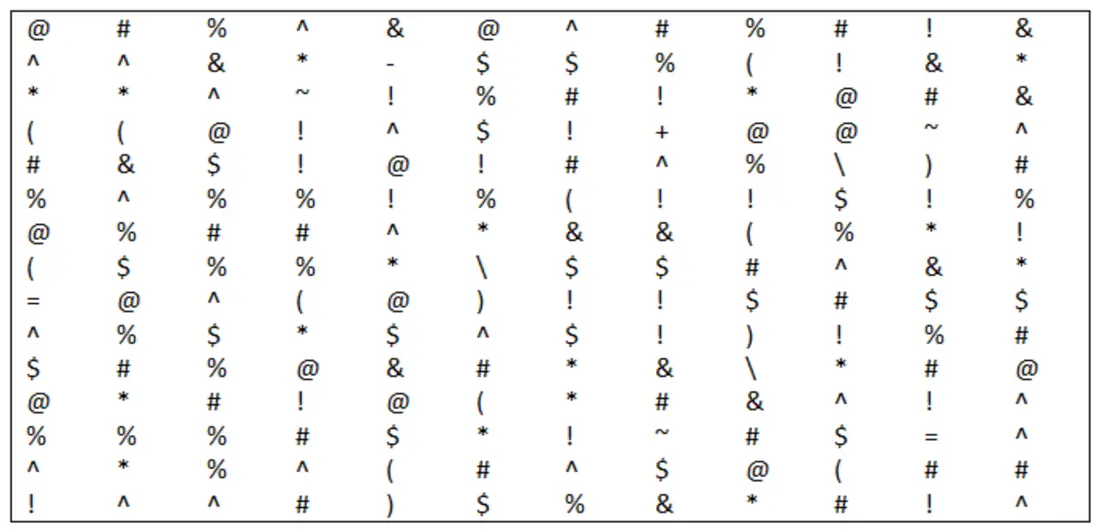 @ # % ^ & @ ^ # % # ! &
^ ^ & * - $ $ % ( ! & *
* * ^ ~ ! % # ! * @ # &
( ( @ ! ^ $ ! + @ @ ~ ^
# & $ ! @ ! # ^ % \ ) #
% ^ % % ! % ( ! ! $ ! %
@ % # # ^ * & & ( % * !
( $ % % * \ $ $ # ^ & *
= @ ^ ( @ ) ! ! $ # $ $
^ % $ * $ ^ $ ! ) ! % #
$ # % @ & # * & \ * # @
@ * # ! @ ( * # & ^ ! ^
% % % # $ * ! ~ # $ = ^
^ * % ^ ( # ^ $ @ ( # #
! ^ ^ # ) $ % & * # ! ^